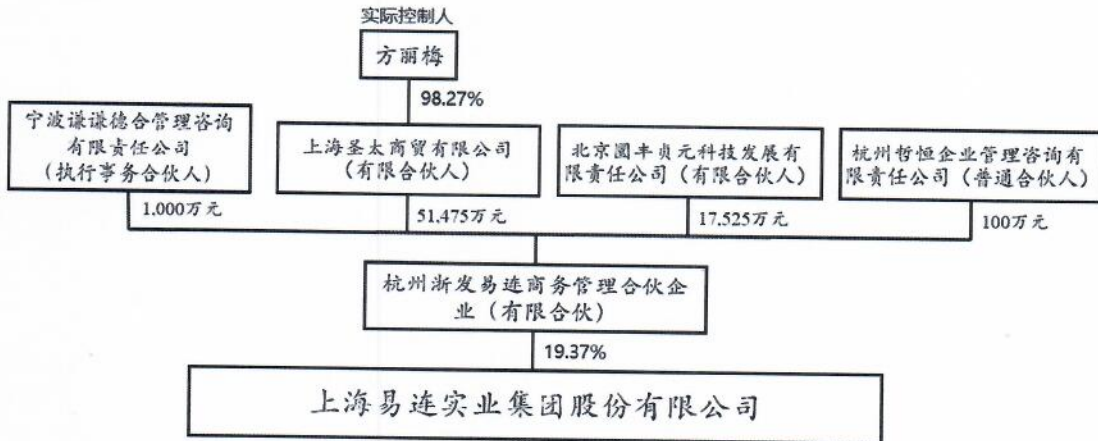 实际控制人
方丽梅
98.27%
宁波谦谦德合管理咨询
有限责任公司
（执行事务合伙人）
上海圣太商贸有限公司
（有限合伙人）
北京圆丰贞元科技发展有
限责任公司（有限合伙人）
杭州哲恒企业管理咨询有
限责任公司（普通合伙人）
1,000万元
51,475万元
17,525万元
100万元
杭州浙发易连商务管理合伙企
业（有限合伙）
19.37%
上海易连实业集团股份有限公司